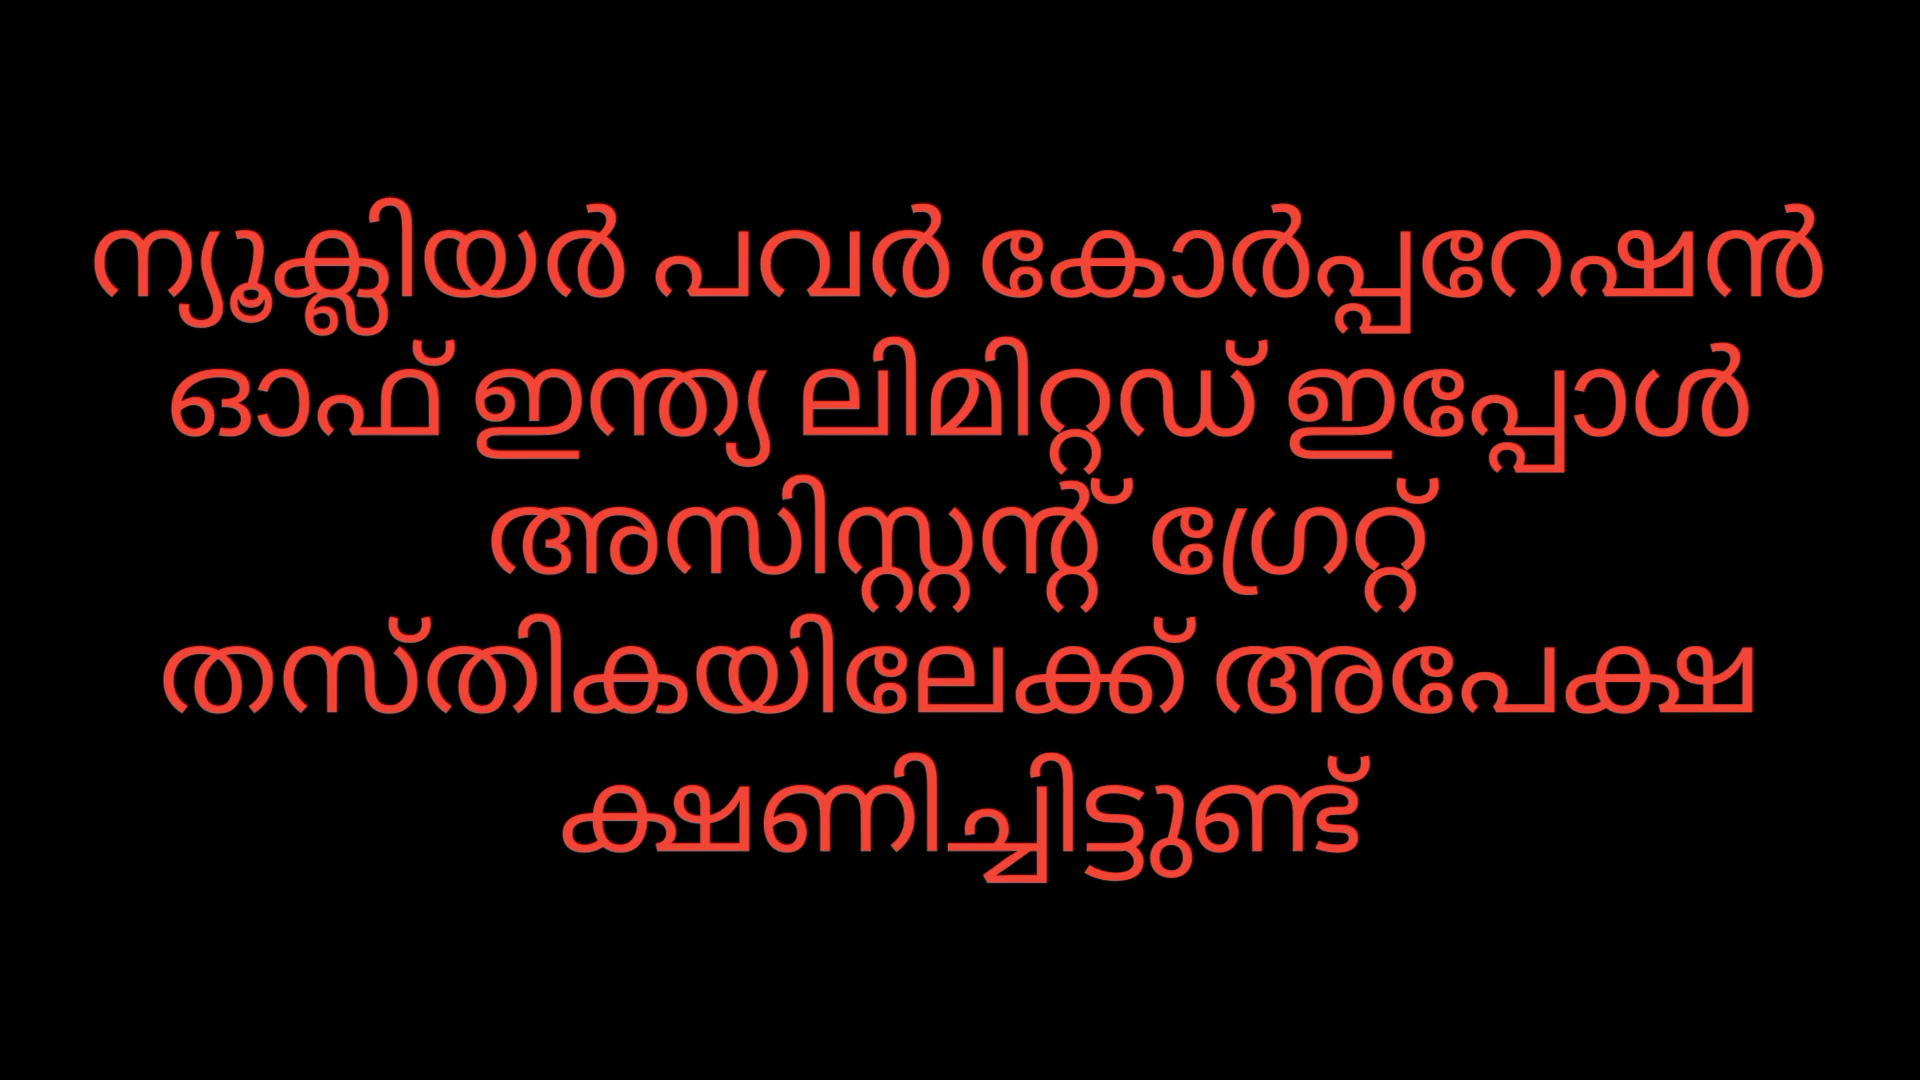 ന്യൂക്ലിയർ പവർ കോർപ്പറേഷൻ
ഓഫ് ഇന്ത്യ ലിമിറ്റഡ് ഇപ്പോൾ
അസിസ്റ്റന്റ് ഗ്രേറ്റ്
തസ്തികയിലേക്ക് അപേക്ഷ
ക്ഷണിച്ചിട്ടുണ്ട്